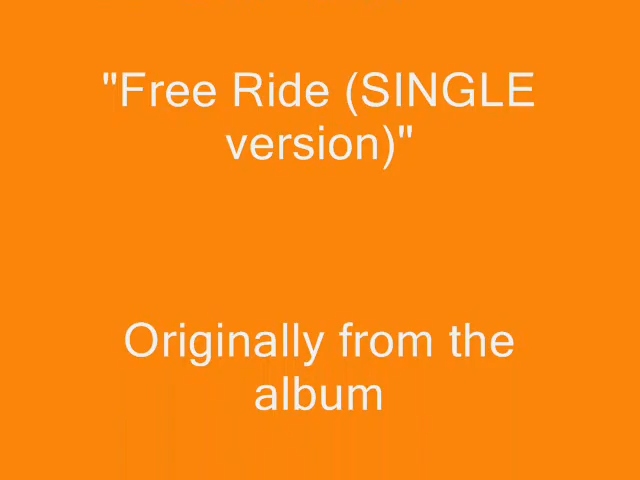 "Free Ride (SINGLE
version)"
Originally from the
album